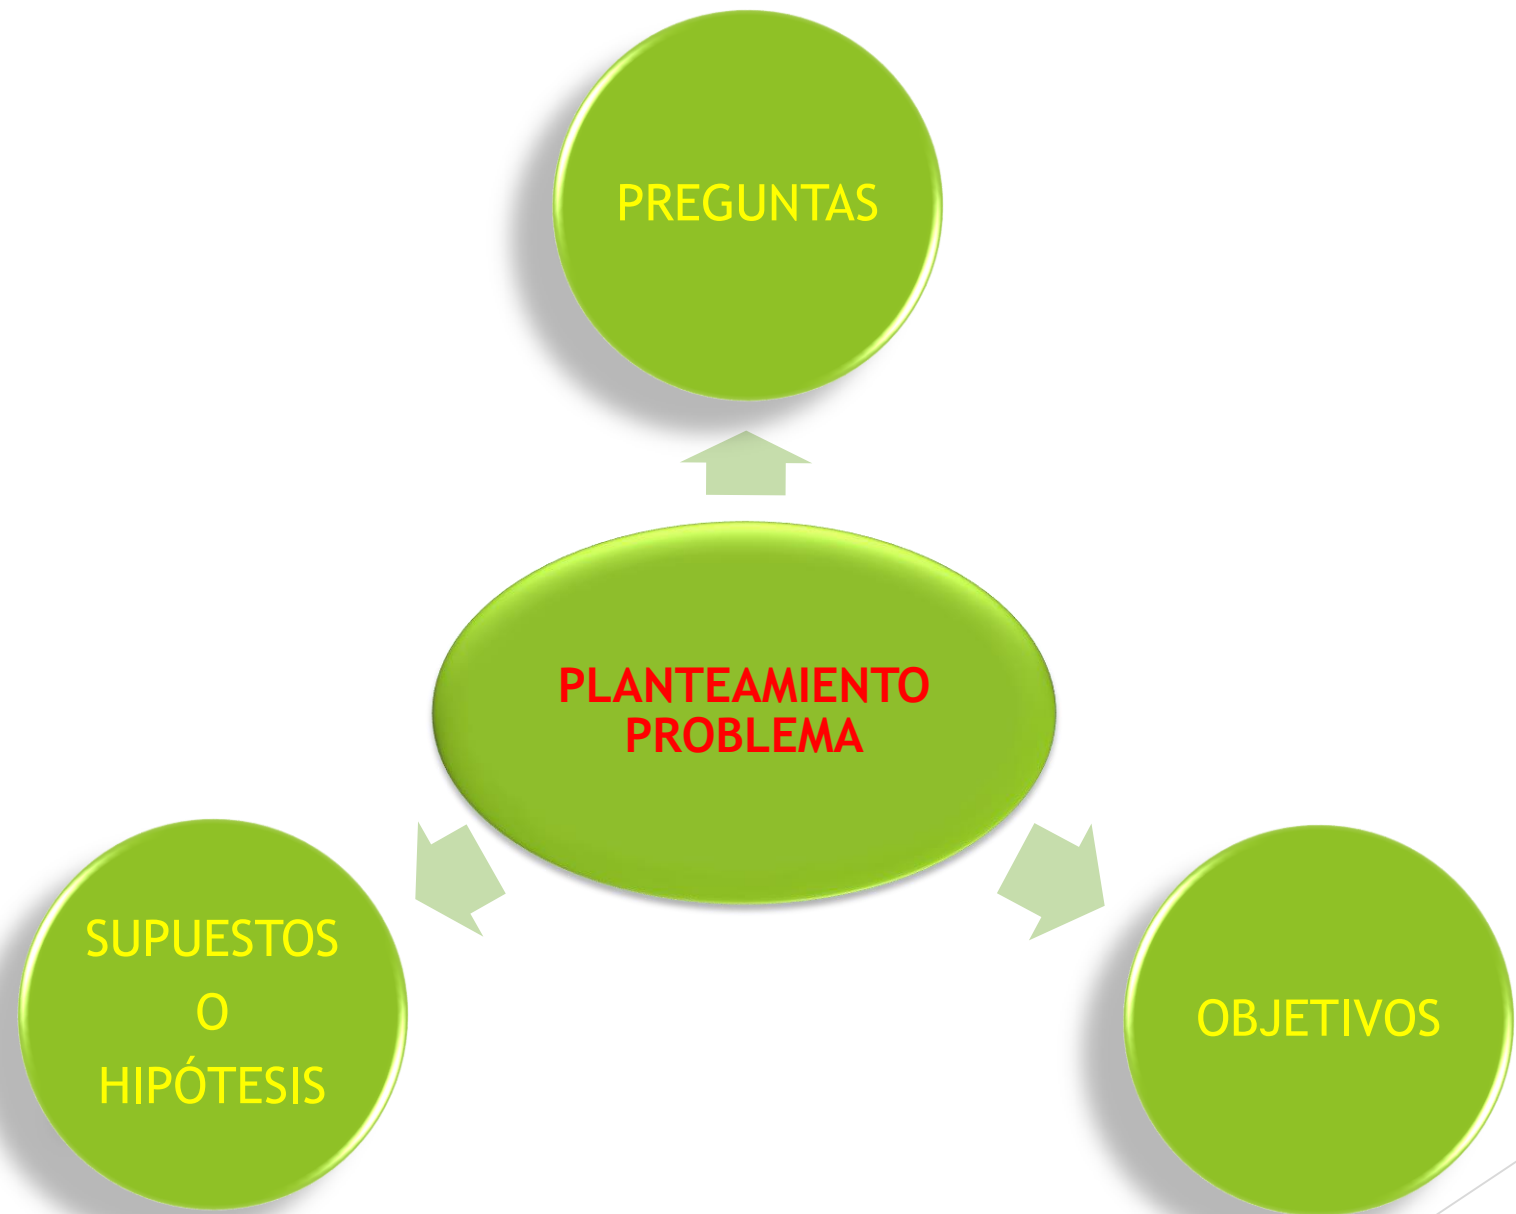 PREGUNTAS
PLANTEAMIENTO
PROBLEMA
SUPUESTOS
O
HIPÓTESIS
OBJETIVOS